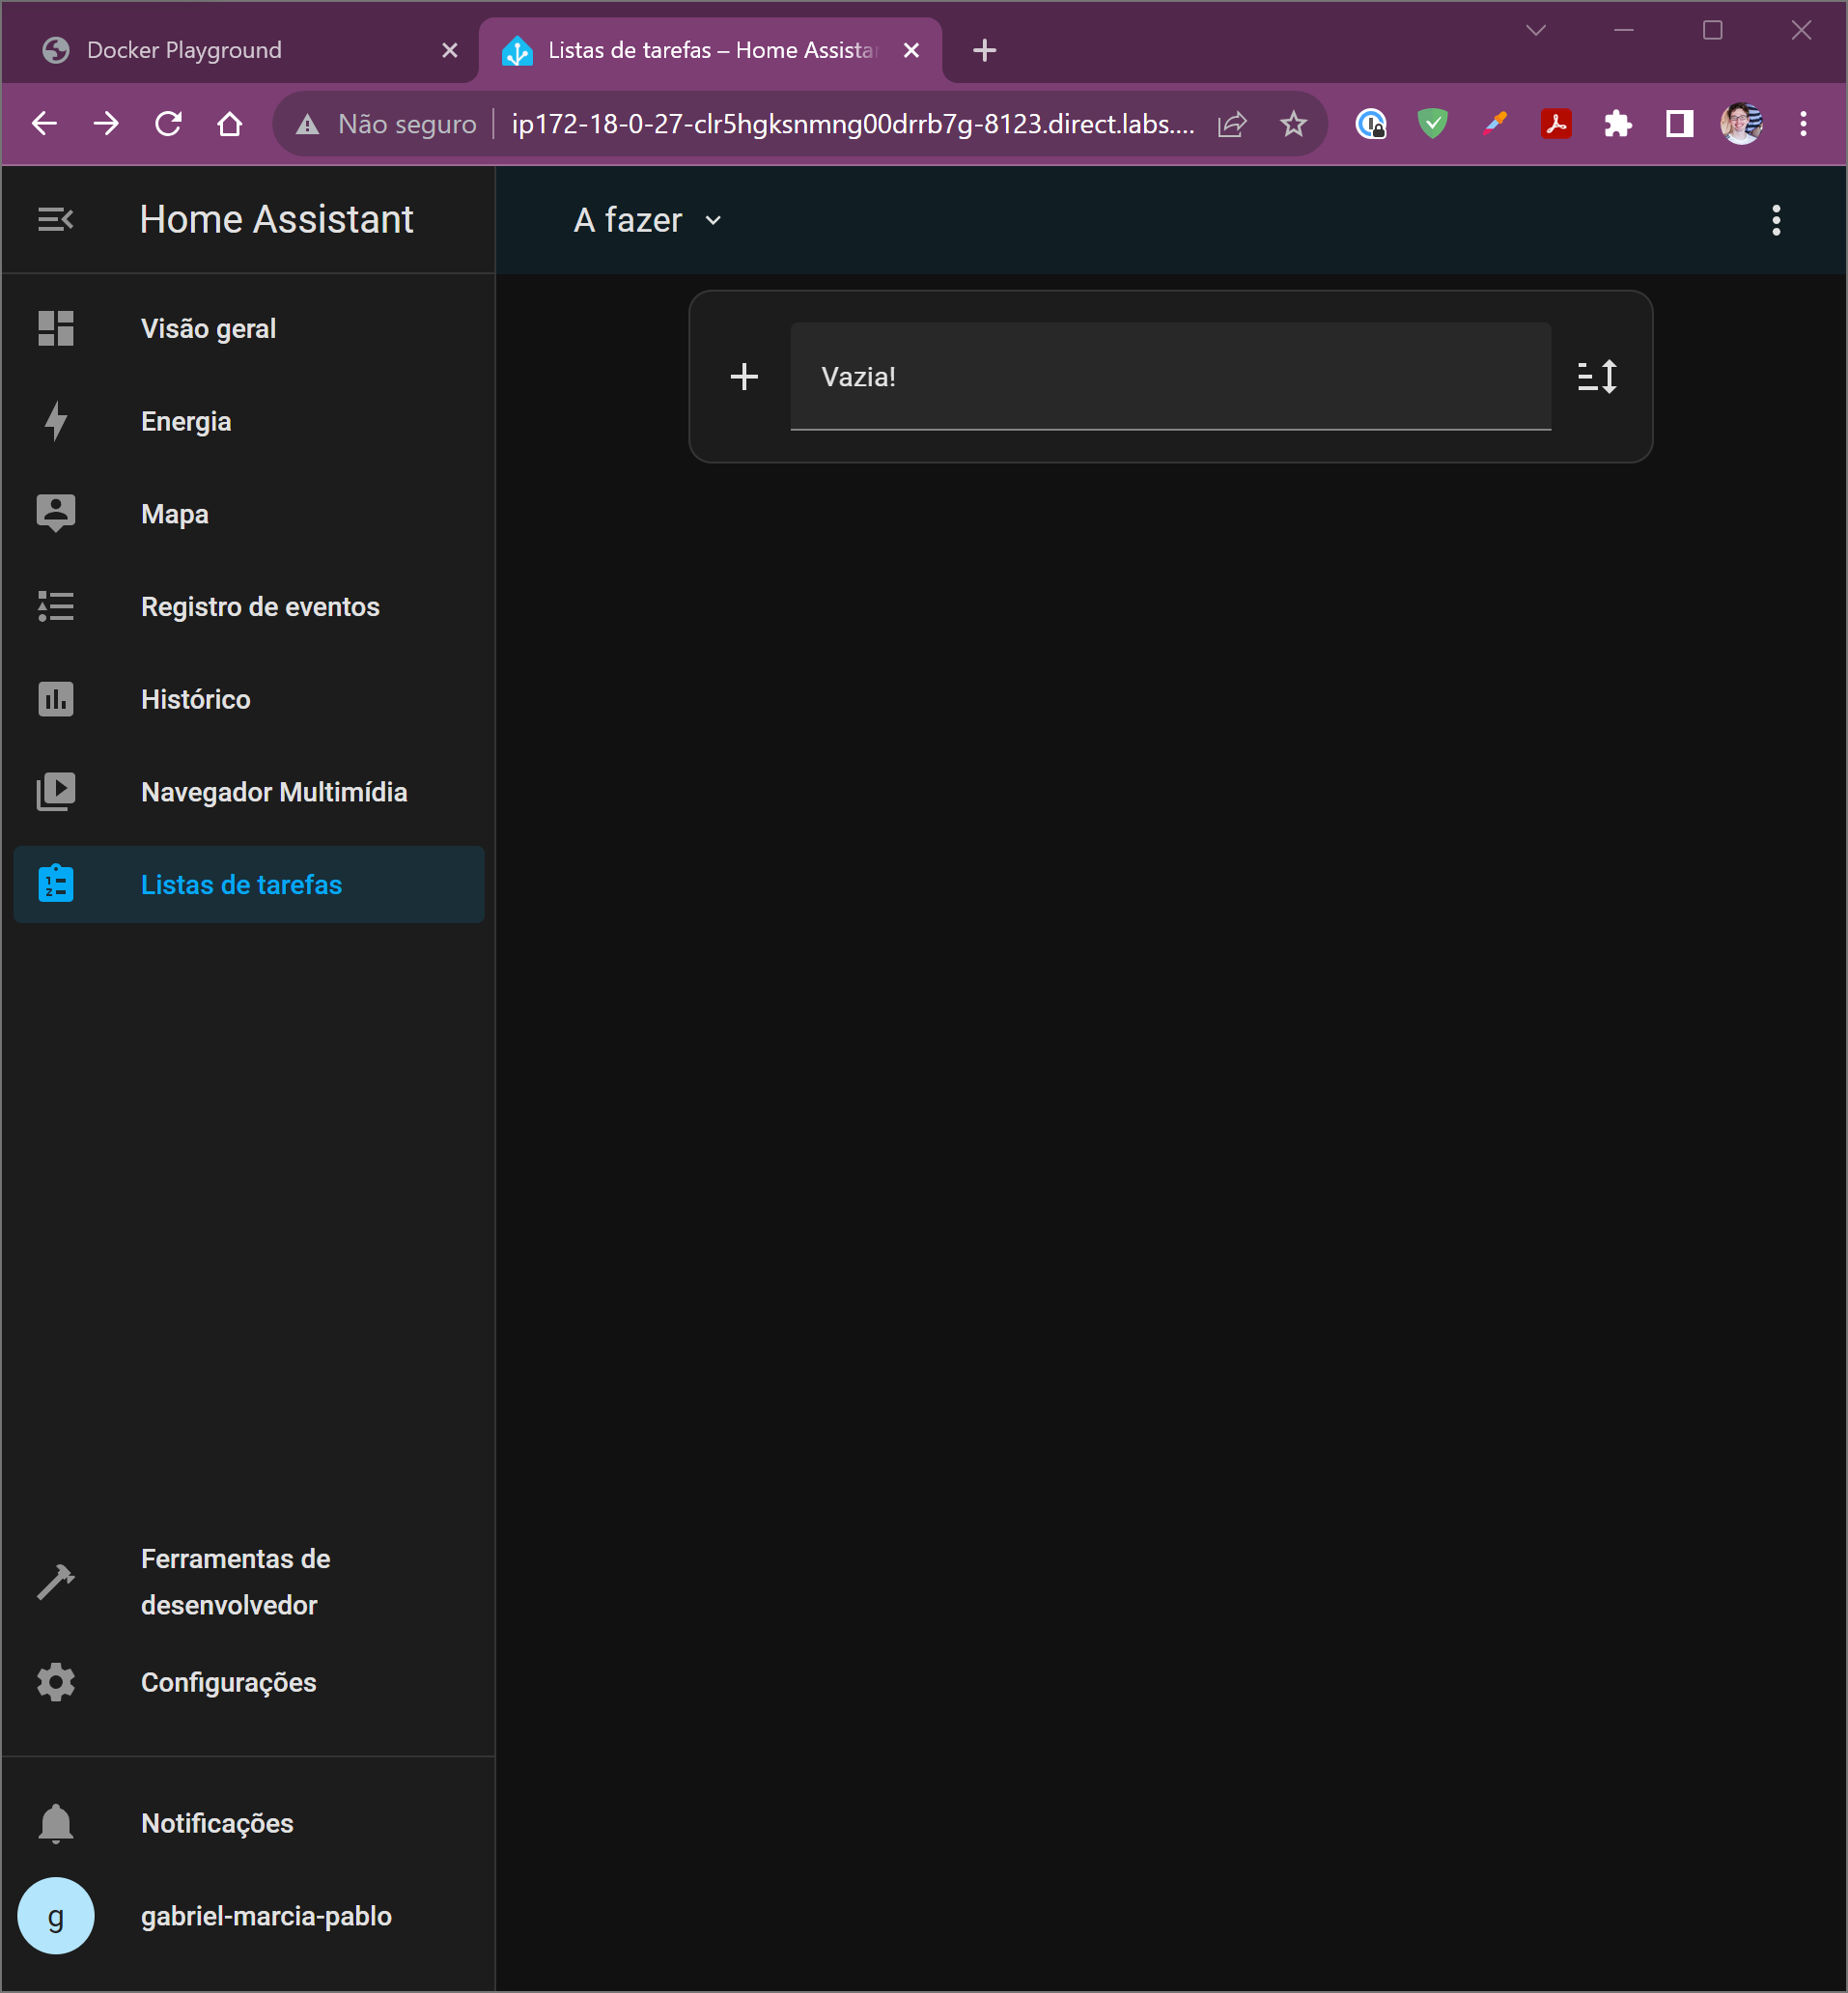 Docker Playground
Listas de tarefas – Home Assista
Não seguro
ip172-18-0-27-clr5hgksnmng00drrb7g-8123.direct.labs....
Home Assistant
A fazer
Visão geral
Vazia!
Energia
Mapa
Registro de eventos
Histórico
Navegador Multimídia
Listas de tarefas
Ferramentas de
desenvolvedor
Configurações
Notificações
g
gabriel-marcia-pablo